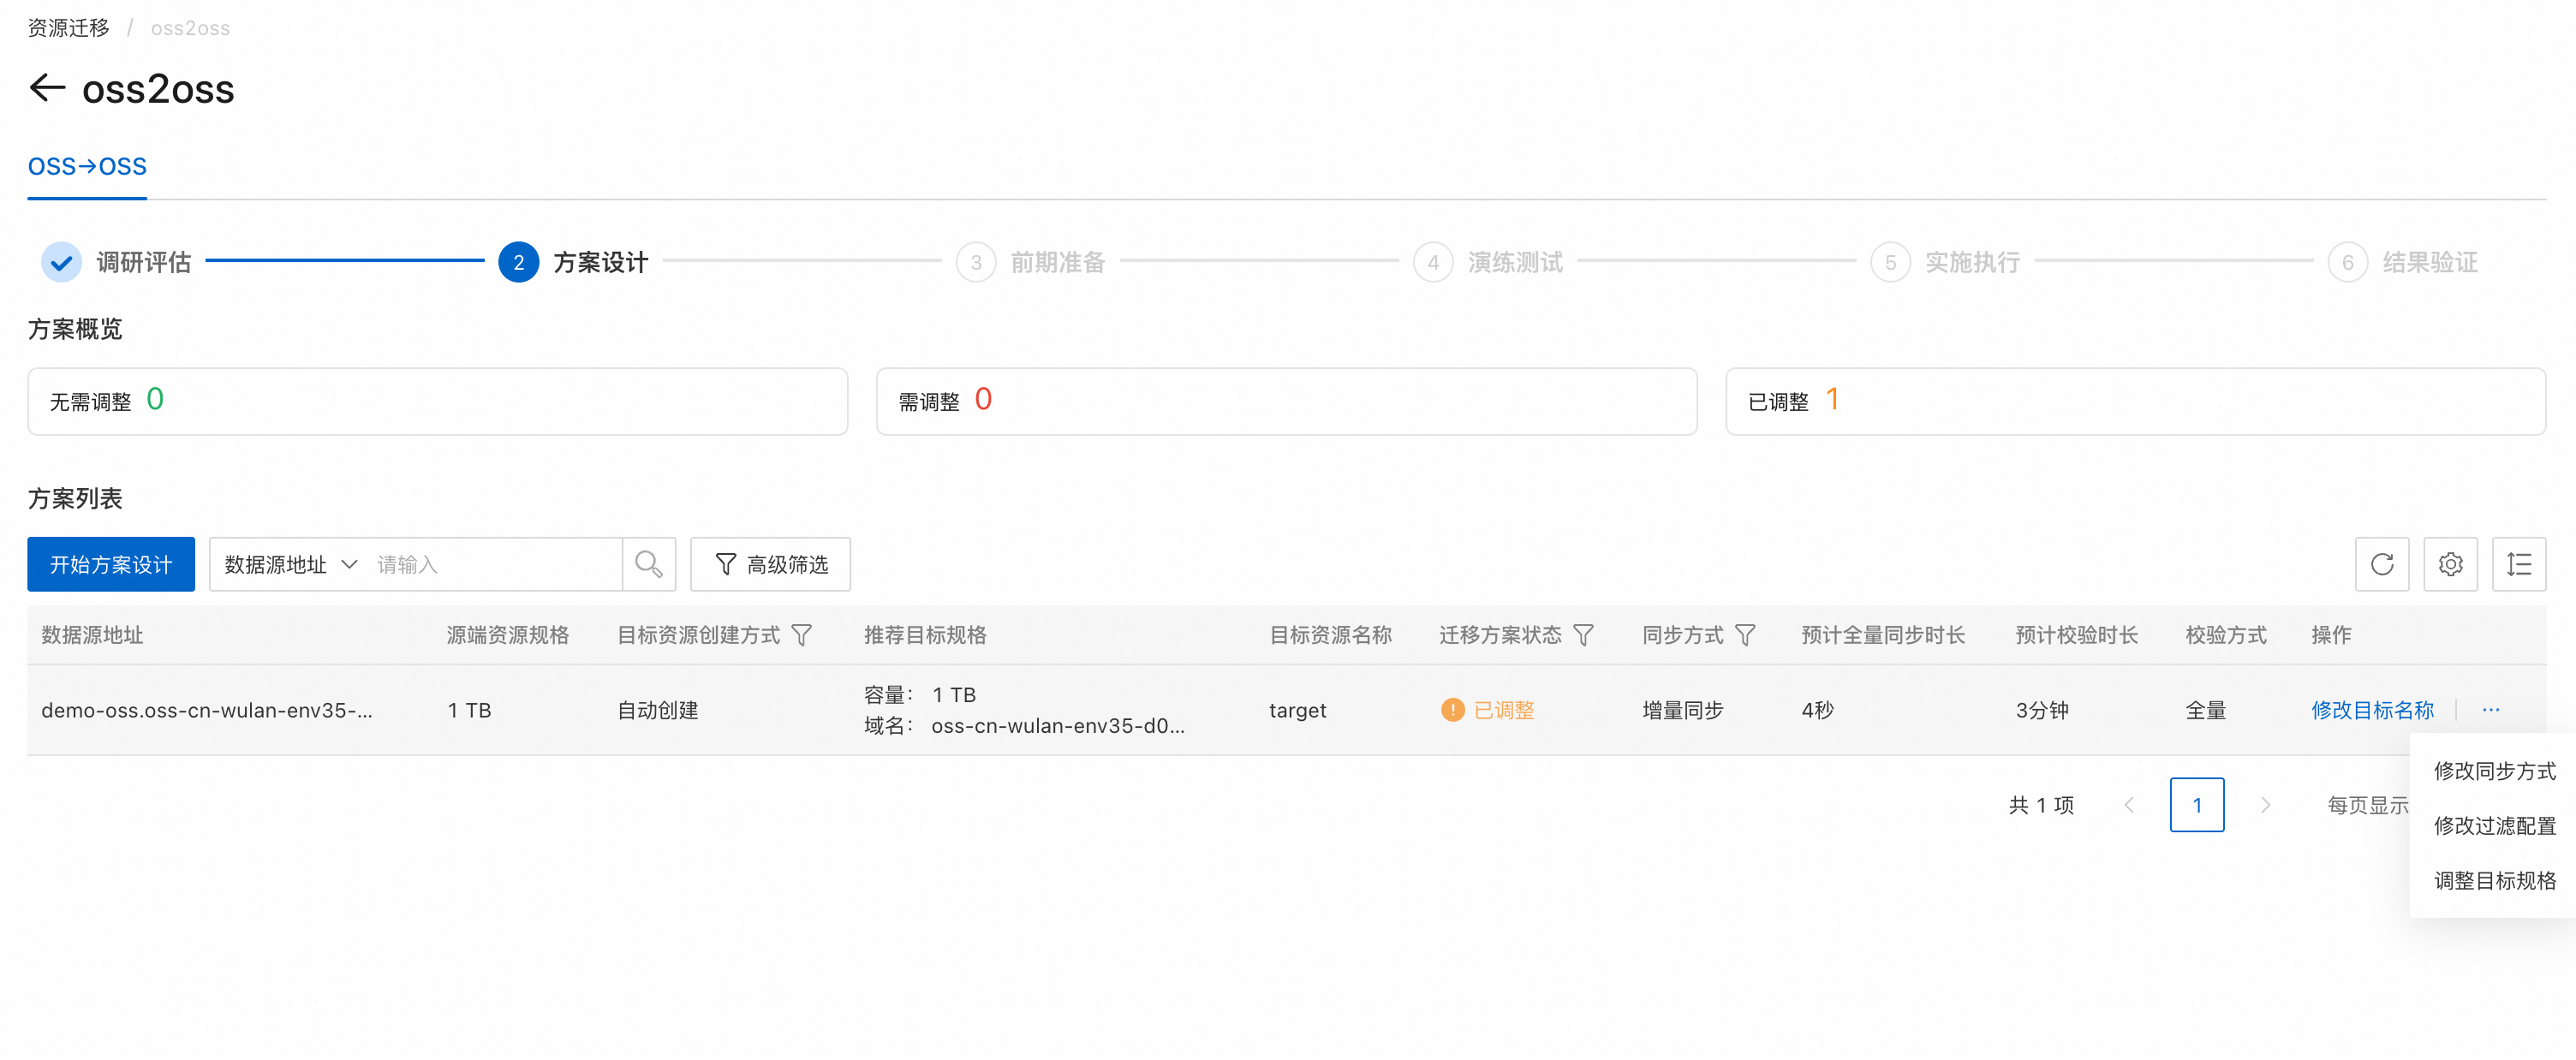 资源迁移 / oss2oss
oss2oss
OSS→OSS
调研评估
2 方案设计
3 前期准备
4 演练测试
5 实施执行
6 结果验证
方案概览
无需调整 0
需调整 0
已调整 1
方案列表
开始方案设计 数据源地址 请输入 高级筛选
数据源地址 源端资源规格 目标资源创建方式 推荐目标规格 目标资源名称 迁移方案状态 同步方式 预计全量同步时长 预计校验时长 校验方式 操作
demo-oss.oss-cn-wulan-env35-... 1 TB 自动创建 容量： 1 TB
域名： oss-cn-wulan-env35-d0...
target 已调整 增量同步 4秒 3分钟 全量 修改目标名称 ···
修改同步方式
修改过滤配置
调整目标规格
共 1 项 1 每页显示